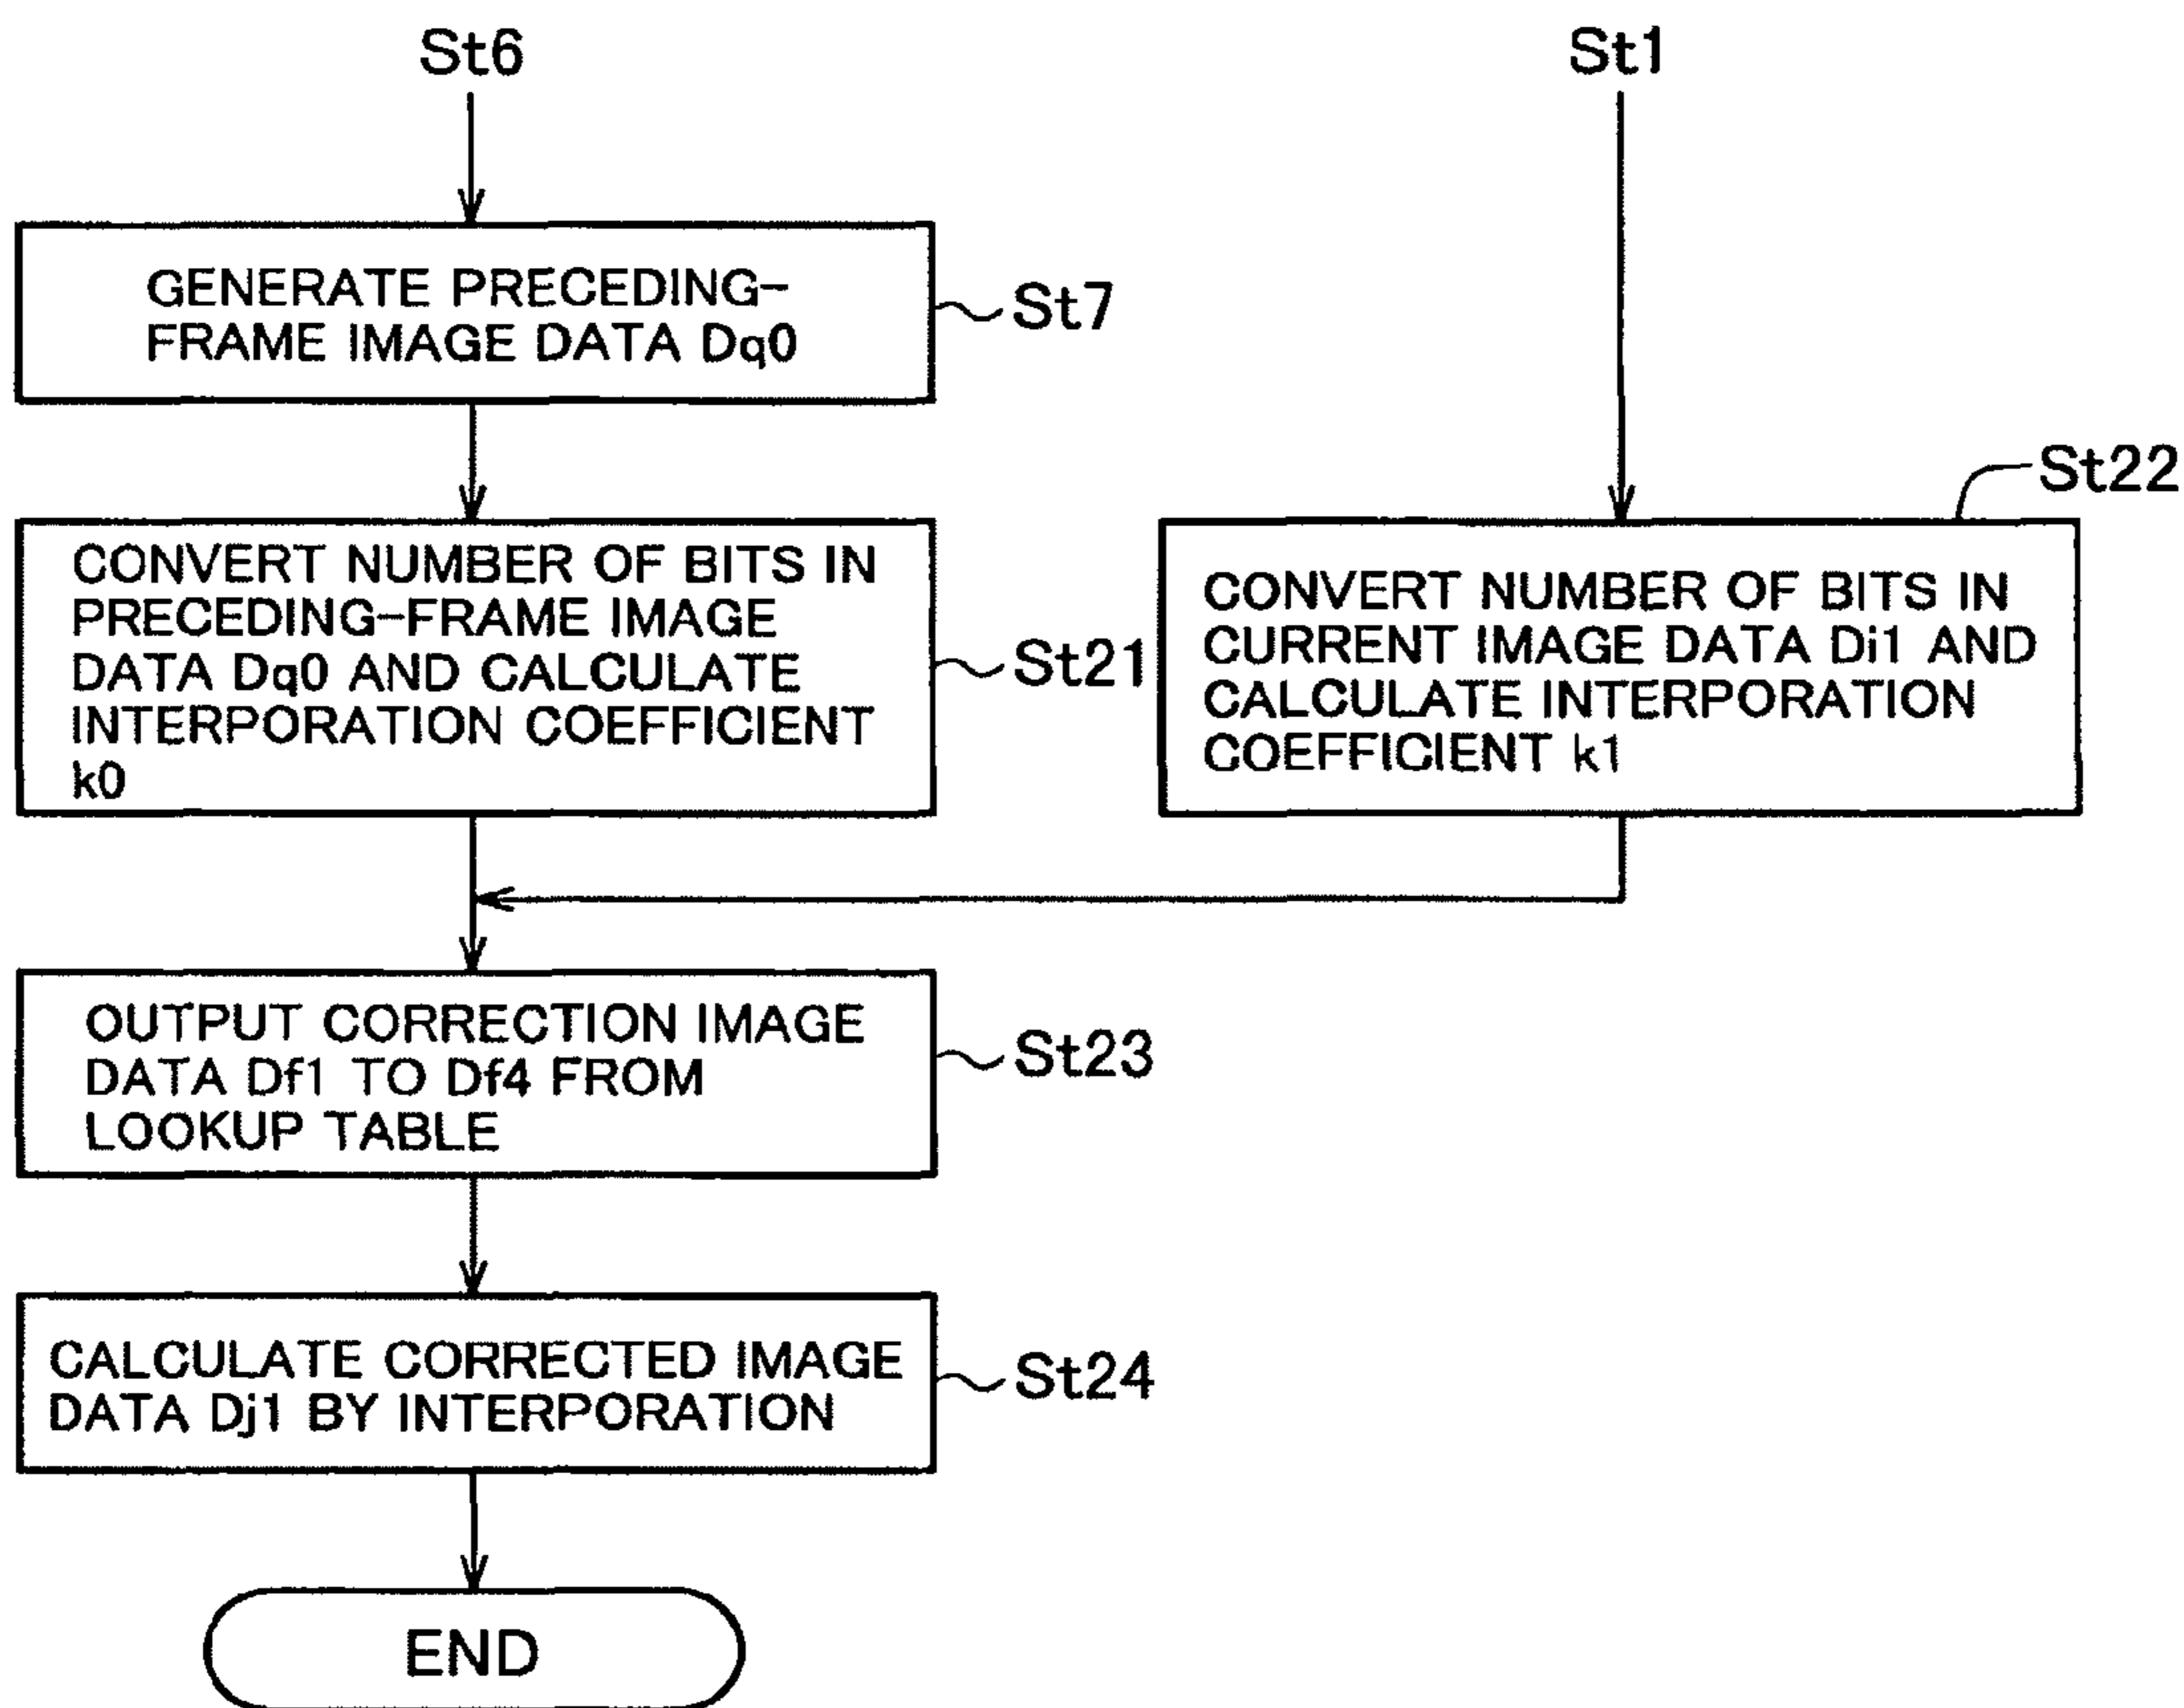 St6
St1
GENERATE PRECEDING-
FRAME IMAGE DATA Dq0
St7
CONVERT NUMBER OF BITS IN
PRECEDING-FRAME IMAGE
DATA Dq0 AND CALCULATE
INTERPORATION COEFFICIENT
k0
St21
CONVERT NUMBER OF BITS IN
CURRENT IMAGE DATA Di1 AND
CALCULATE INTERPORATION
COEFFICIENT k1
St22
OUTPUT CORRECTION IMAGE
DATA Df1 TO Df4 FROM
LOOKUP TABLE
St23
CALCULATE CORRECTED IMAGE
DATA Dj1 BY INTERPORATION
St24
END